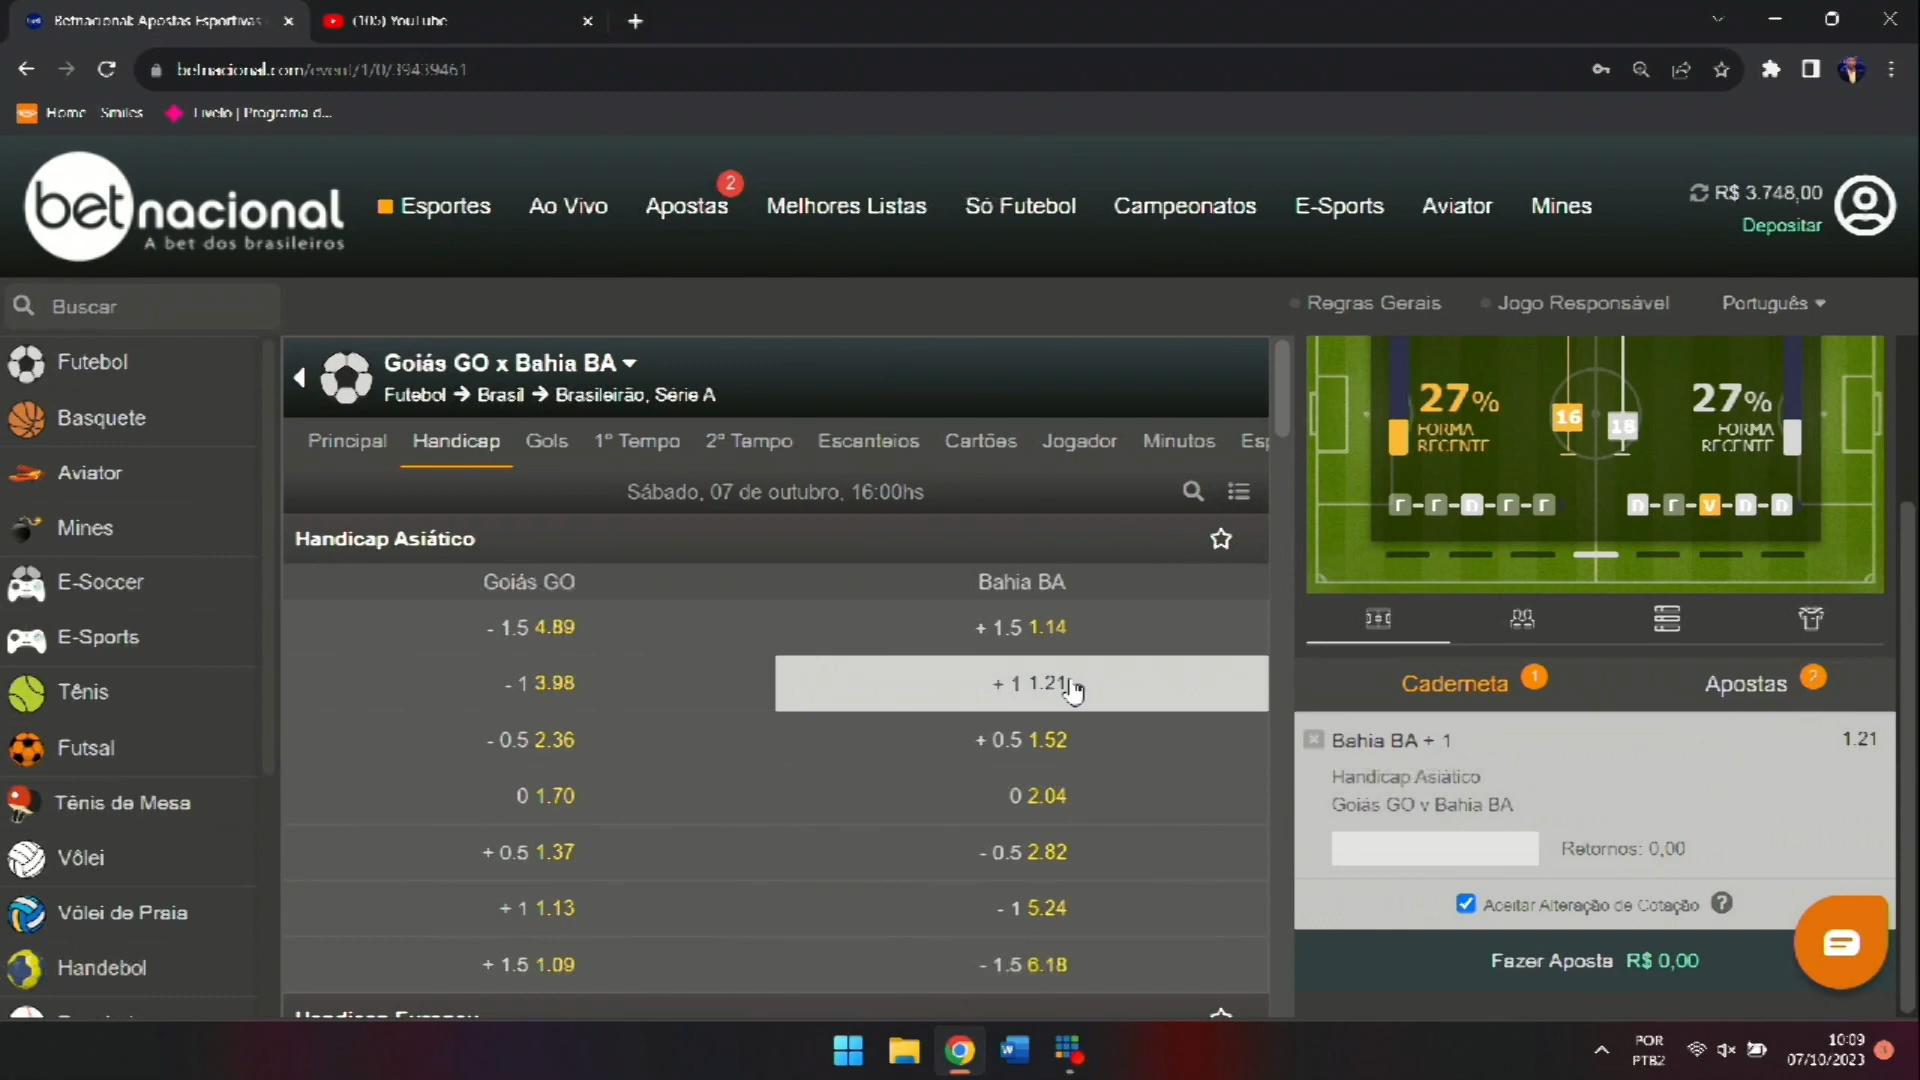 Betnacional: Apostas Esportivas
(105) YouTube
betnacional.com/event/1/0/39439461
Home
Smiles
Livelo | Programa d...
betnacional
A bet dos brasileiros
Esportes
Ao Vivo
Apostas
2
Melhores Listas
Só Futebol
Campeonatos
E-Sports
Aviator
Mines
R$ 3.748,00
Depositar
Buscar
Regras Gerais
Jogo Responsável
Português
Futebol
Basquete
Aviator
Mines
E-Soccer
E-Sports
Tênis
Futsal
Tênis de Mesa
Vôlei
Vôlei de Praia
Handebol
Goiás GO x Bahia BA
Futebol → Brasil → Brasileirão, Série A
Principal
Handicap
Gols
1º Tempo
2º Tempo
Escanteios
Cartões
Jogador
Minutos
Esp
Sábado, 07 de outubro, 16:00hs
Handicap Asiático
Goiás GO
Bahia BA
- 1.5 4.89
+ 1.5 1.14
- 1 3.98
+ 1 1.21
- 0.5 2.36
+ 0.5 1.52
0 1.70
0 2.04
+ 0.5 1.37
- 0.5 2.82
+ 1 1.13
- 1 5.24
+ 1.5 1.09
- 1.5 6.18
Handicap Europeu
27%
FORMA
RECENTE
16
18
27%
FORMA
RECENTE
Caderneta 1
Apostas 2
Bahia BA + 1
1.21
Handicap Asiático
Goiás GO v Bahia BA
Retornos: 0,00
Aceitar Alteração de Cotação ?
Fazer Aposta R$ 0,00
POR
PTB2
10:09
07/10/2023